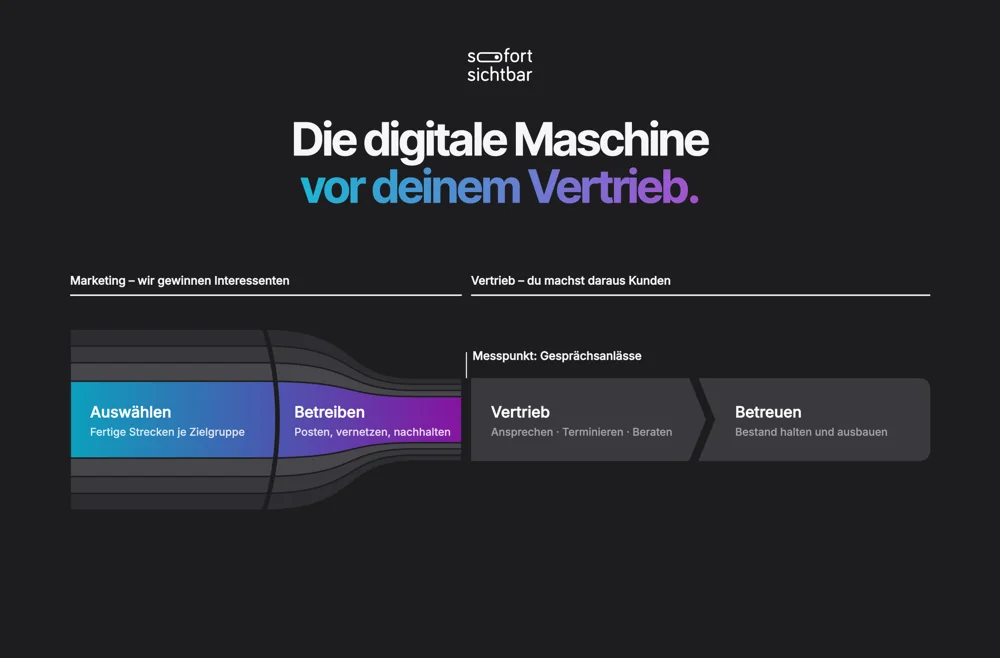 sofort
sichtbar
Die digitale Maschine
vor deinem Vertrieb.
Marketing – wir gewinnen Interessenten
Vertrieb – du machst daraus Kunden
Messpunkt: Gesprächsanlässe
Auswählen
Fertige Strecken je Zielgruppe
Betreiben
Posten, vernetzen, nachhalten
Vertrieb
Ansprechen · Terminieren · Beraten
Betreuen
Bestand halten und ausbauen